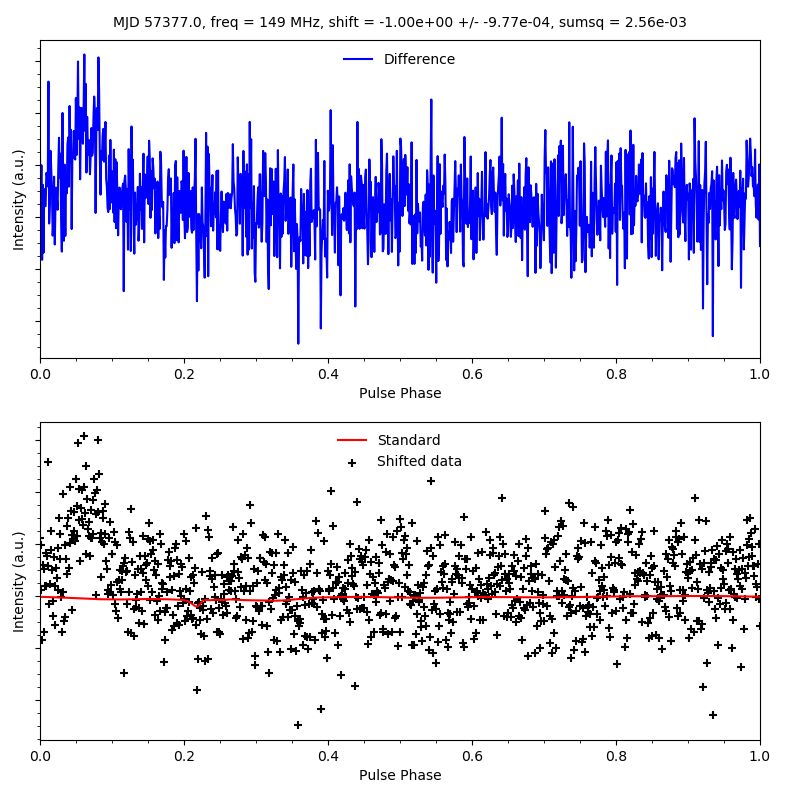 MJD 57377.0, freq = 149 MHz, shift = -1.00e+00 +/- -9.77e-04, sumsq = 2.56e-03
Difference
Intensity (a.u.)
0.0 0.2 0.4 0.6 0.8 1.0
Pulse Phase
Standard
Shifted data
Intensity (a.u.)
0.0 0.2 0.4 0.6 0.8 1.0
Pulse Phase